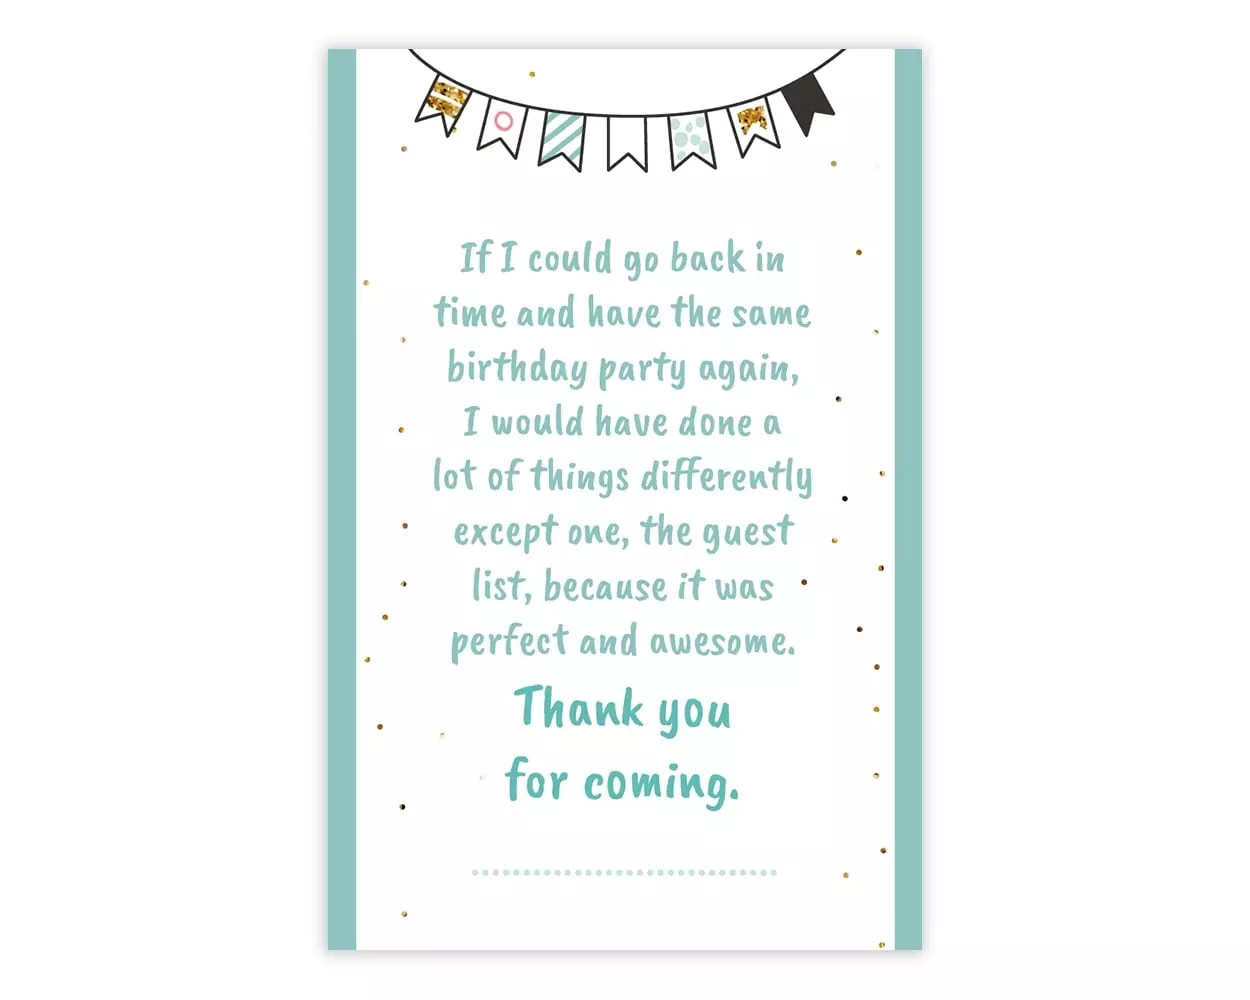 If I could go back in
time and have the same
birthday party again,
I would have done a
lot of things differently
except one, the guest
list, because it was
perfect and awesome.
Thank you
for coming.